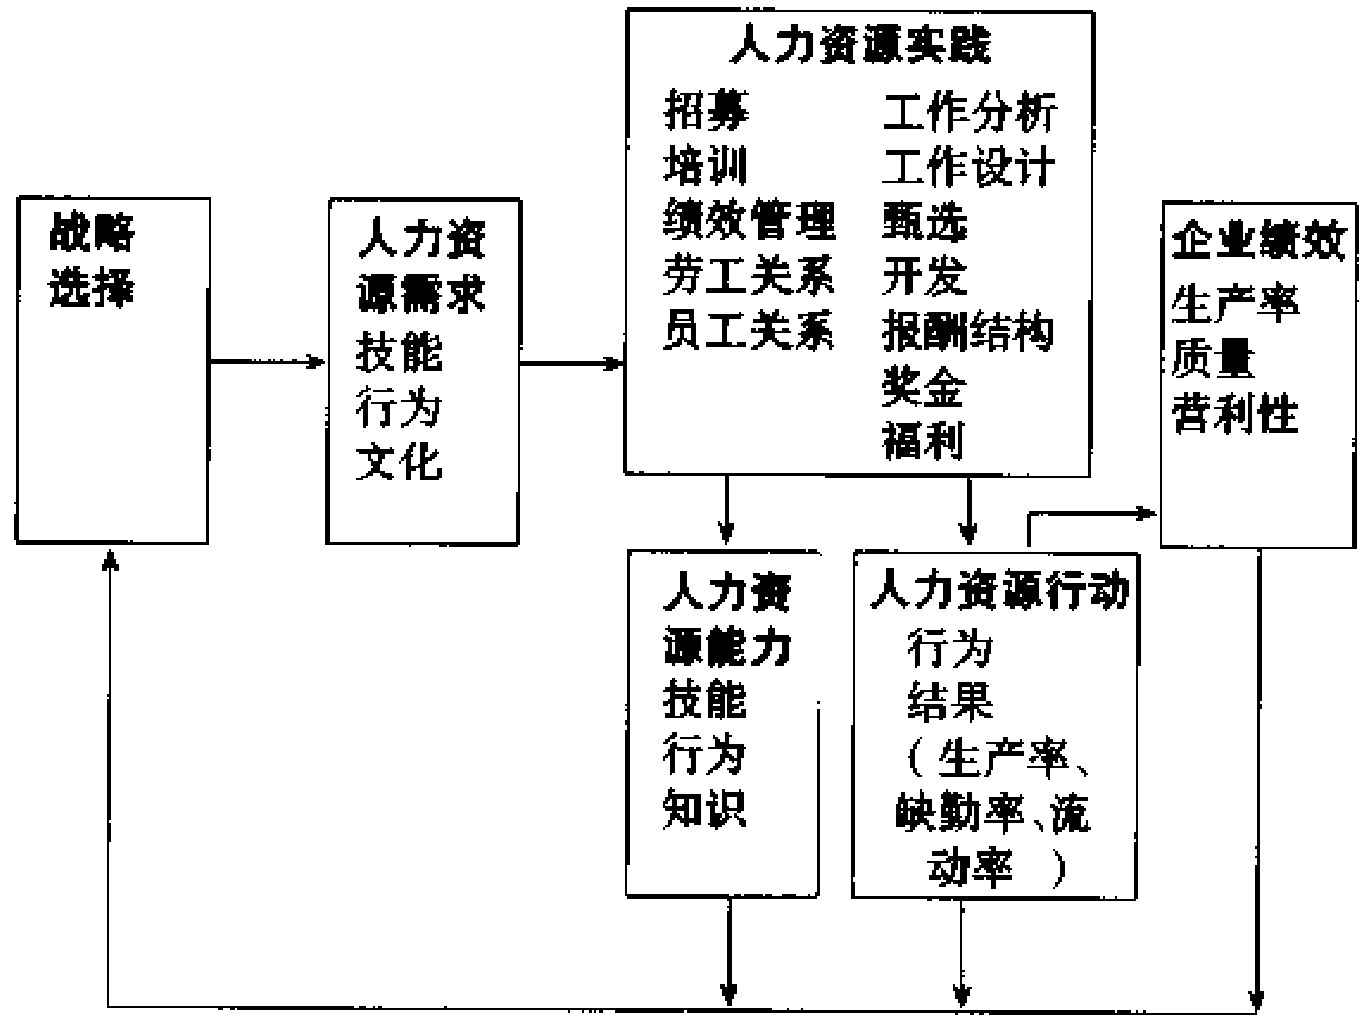 战略
选择
人力资
源需求
技能
行为
文化
人力资源实践
招募 工作分析
培训 工作设计
绩效管理 甄选
劳工关系 开发
员工关系 报酬结构
奖金
福利
人力资
源能力
技能
行为
知识
人力资源行动
行为
结果
（生产率、
缺勤率、流
动率 ）
企业绩效
生产率
质量
营利性